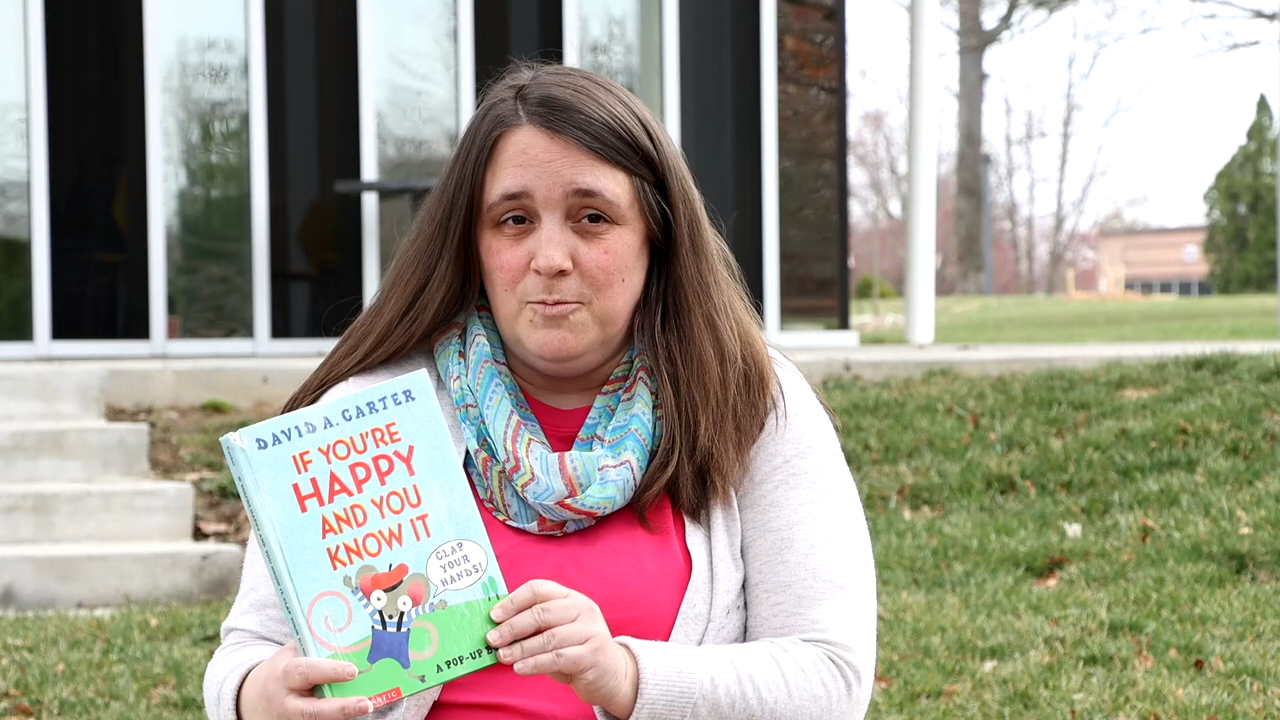 DAVID A. CARTER
IF YOU'RE
HAPPY
AND YOU
KNOW IT
CLAP
YOUR
HANDS!
A POP-UP